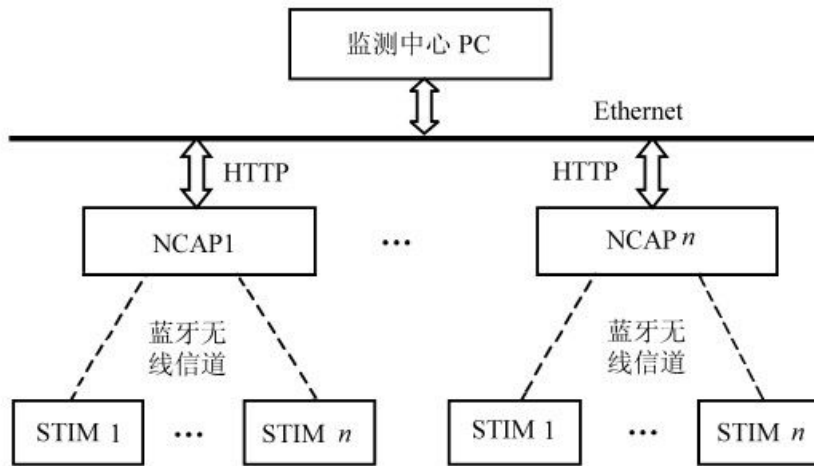 监测中心 PC
Ethernet
HTTP
HTTP
NCAP1
···
NCAP n
蓝牙无
线信道
蓝牙无
线信道
STIM 1
···
STIM n
STIM 1
···
STIM n